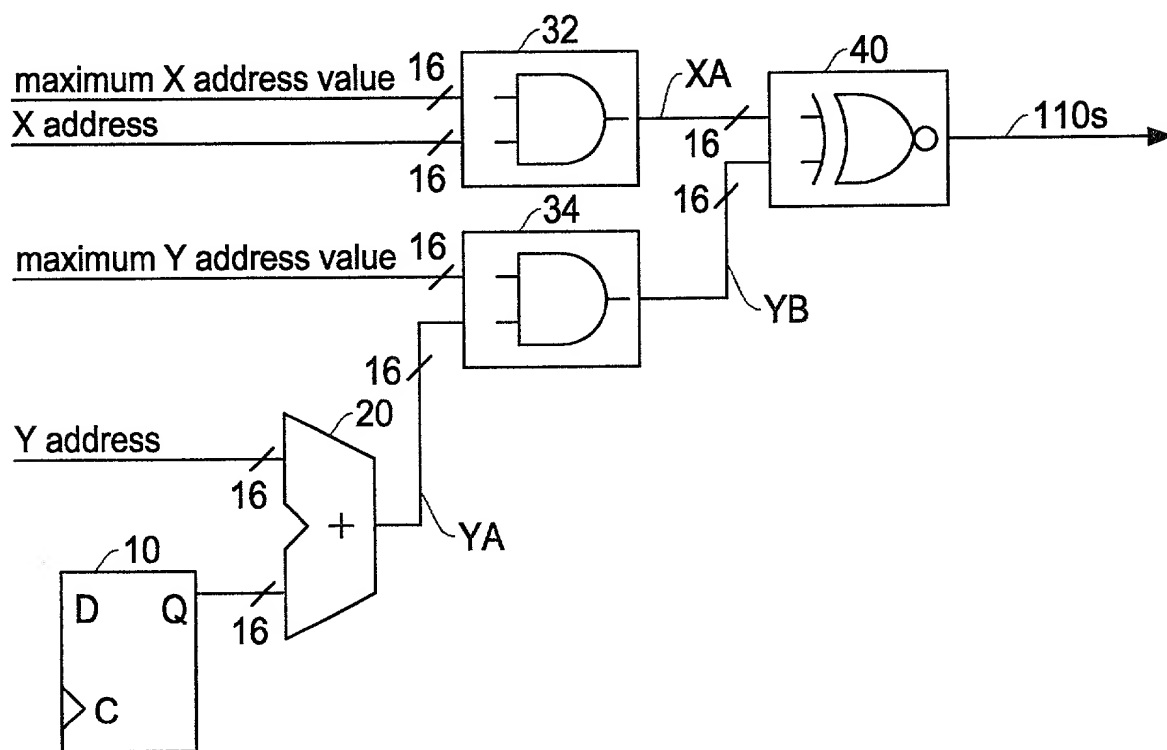 32
maximum X address value 16
X address
16
XA
16
40
110s
16
34
maximum Y address value 16
YB
16
Y address
16
20
+
YA
10
D Q
16
C